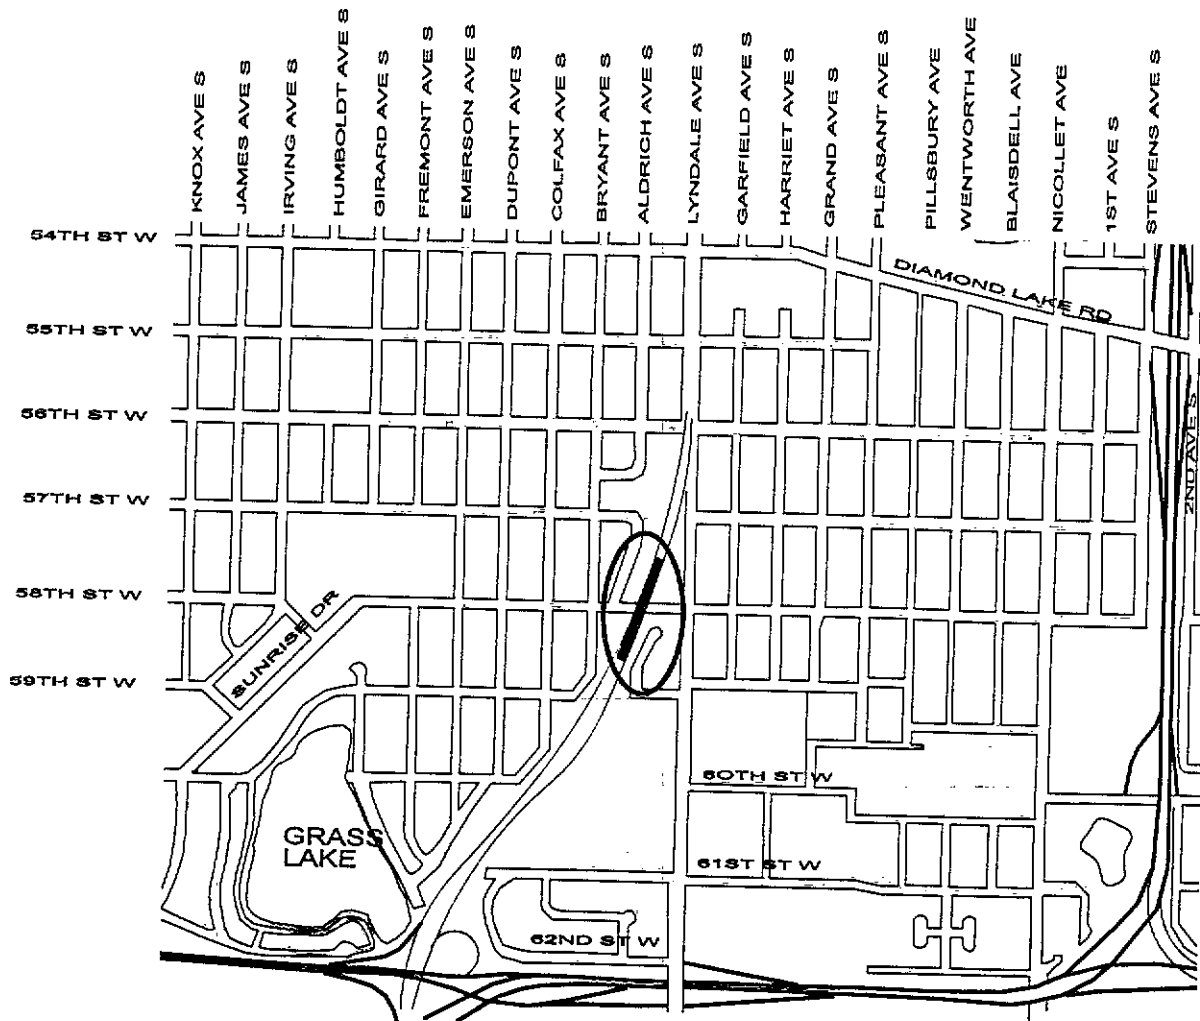 KNOX AVE S
JAMES AVE S
IRVING AVE S
HUMBOLDT AVE S
GIRARD AVE S
FREMONT AVE S
EMERSON AVE S
DUPONT AVE S
COLFAX AVE S
BRYANT AVE S
ALDRICH AVE S
LYNDALE AVE S
GARFIELD AVE S
HARRIET AVE S
GRAND AVE S
PLEASANT AVE S
PILLSBURY AVE
WENTWORTH AVE
BLAISDELL AVE
NICOLLET AVE
1ST AVE S
STEVENS AVE S
54TH ST W
DIAMOND LAKE RD
55TH ST W
56TH ST W
2ND AVE S
57TH ST W
58TH ST W
SUNRISE DR
59TH ST W
60TH ST W
GRASS
LAKE
61ST ST W
62ND ST W